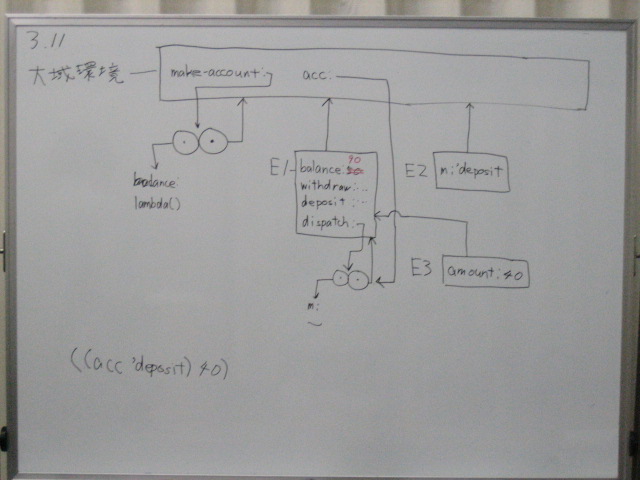 3.11
大域環境
make-account:
acc:
balance:
lambda()
E1
balance: 50 90
withdraw:...
deposit:..
dispatch:
m:
E2
m:'deposit
E3
amount: 40
((acc 'deposit) 40)